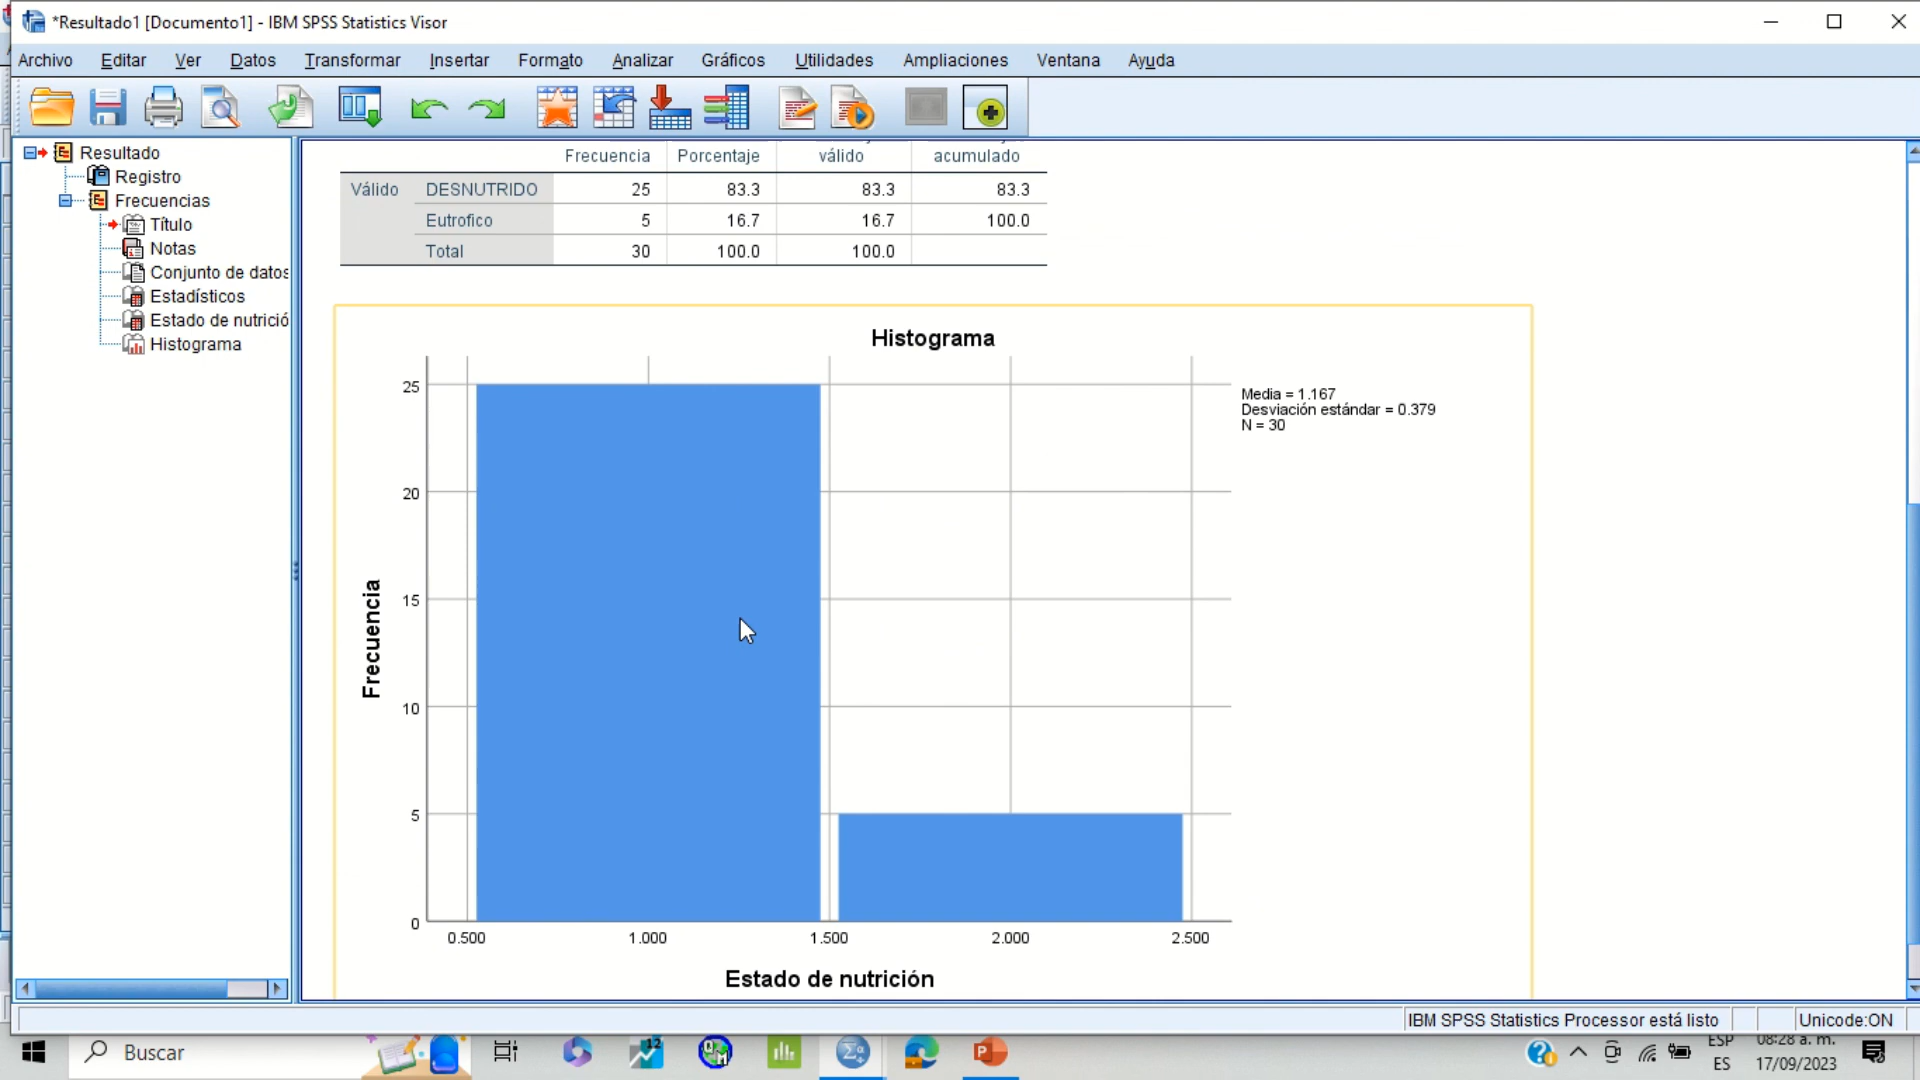 *Resultado1 [Documento1] - IBM SPSS Statistics Visor
Archivo Editar Ver Datos Transformar Insertar Formato Analizar Gráficos Utilidades Ampliaciones Ventana Ayuda
Resultado
Registro
Frecuencias
Título
Notas
Conjunto de datos
Estadísticos
Estado de nutrició
Histograma
Frecuencia Porcentaje válido acumulado
Válido DESNUTRIDO 25 83.3 83.3 83.3
Eutrofico 5 16.7 16.7 100.0
Total 30 100.0 100.0
Histograma
Media = 1.167
Desviación estándar = 0.379
N = 30
Frecuencia
25
20
15
10
5
0
0.500 1.000 1.500 2.000 2.500
Estado de nutrición
IBM SPSS Statistics Processor está listo Unicode:ON
Buscar
12
ESP
ES
08:28 a. m.
17/09/2023